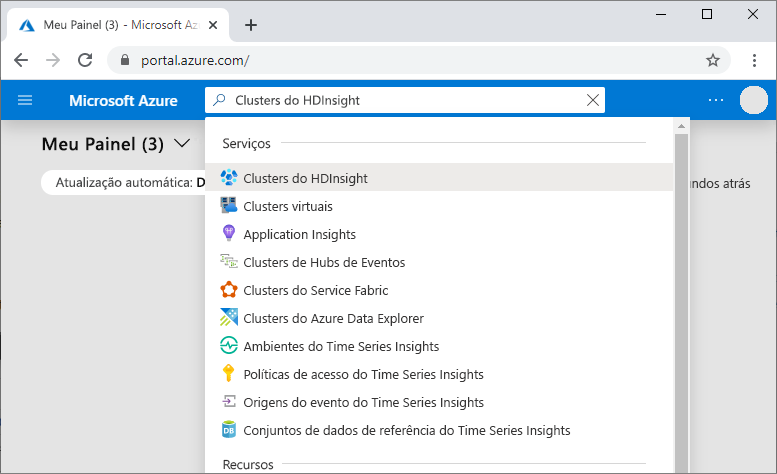 Meu Painel (3) - Microsoft Az
portal.azure.com/
Microsoft Azure
Clusters do HDInsight
Meu Painel (3)
Serviços
Atualização automática: D
ndos atrás
Clusters do HDInsight
Clusters virtuais
Application Insights
Clusters de Hubs de Eventos
Clusters do Service Fabric
Clusters do Azure Data Explorer
Ambientes do Time Series Insights
Políticas de acesso do Time Series Insights
Origens do evento do Time Series Insights
Conjuntos de dados de referência do Time Series Insights
Recursos